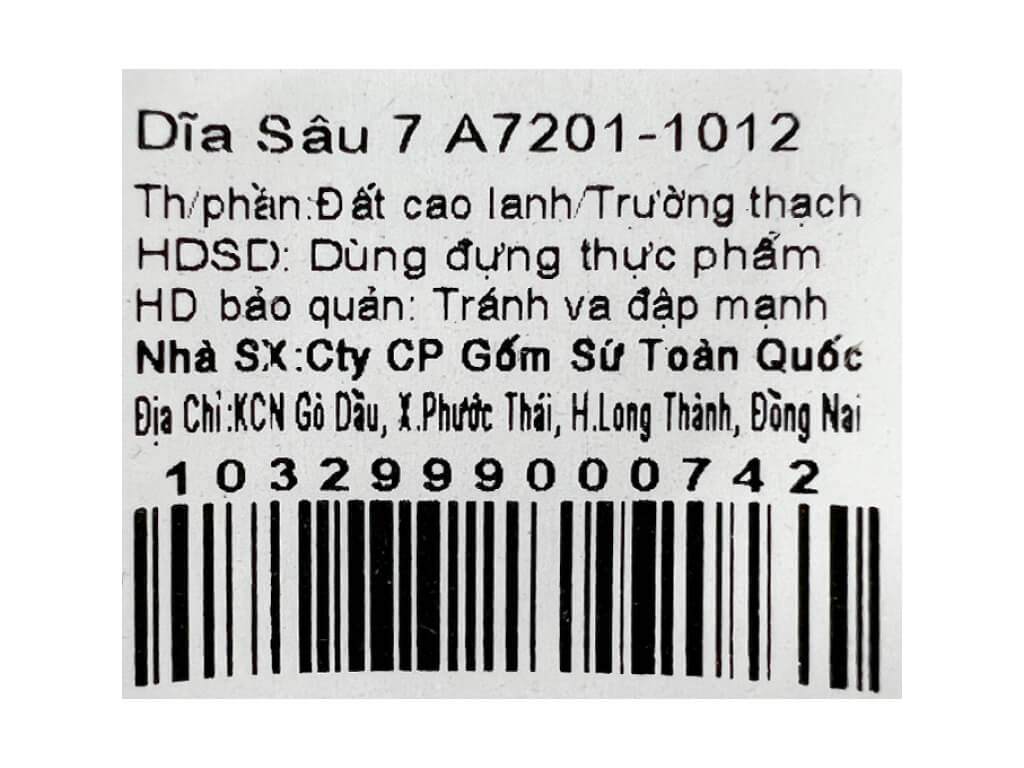 Dĩa Sâu 7 A7201-1012
Th/phần:Đất cao lanh/Trường thạch
HDSD: Dùng đựng thực phẩm
HD bảo quản: Tránh va đập mạnh
Nhà SX:Cty CP Gốm Sứ Toàn Quốc
Địa Chỉ:KCN Gò Dầu, X.Phước Thái, H.Long Thành, Đồng Nai
1032999000742